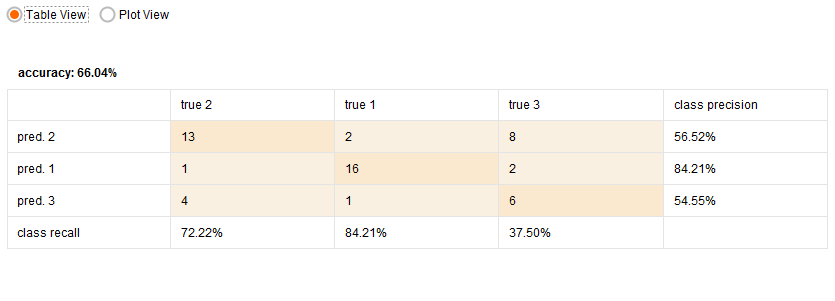 Table View Plot View
accuracy: 66.04%
true 2 true 1 true 3 class precision
pred. 2 13 2 8 56.52%
pred. 1 1 16 2 84.21%
pred. 3 4 1 6 54.55%
class recall 72.22% 84.21% 37.50%